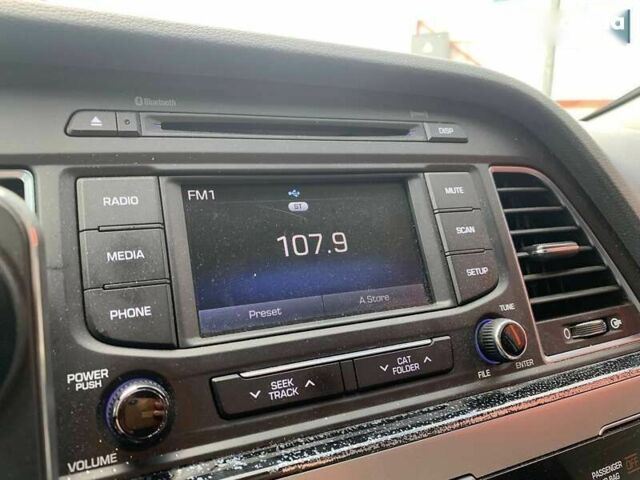 Bluetooth
DISP
RADIO
MEDIA
PHONE
FM1
ST
107.9
Preset
A.Store
MUTE
SCAN
SETUP
POWER
PUSH
VOLUME
SEEK
TRACK
CAT
FOLDER
TUNE
FILE
ENTER
PASSENGER
OFF